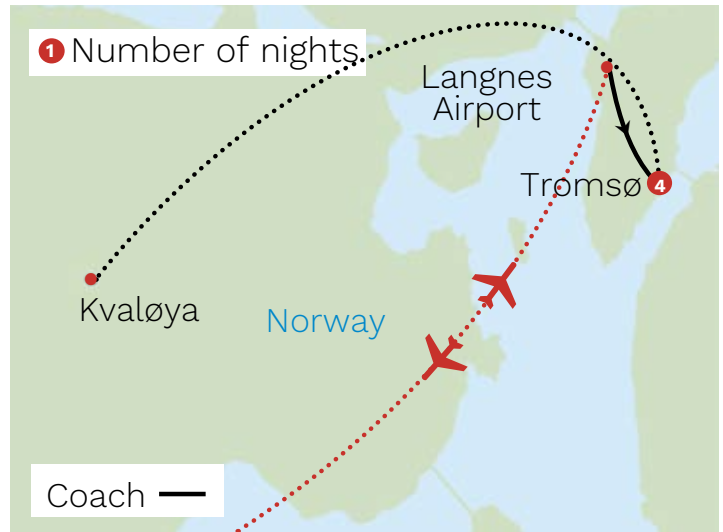 1 Number of nights
Langnes
Airport
Tromsø 4
Kvaløya
Norway
Coach